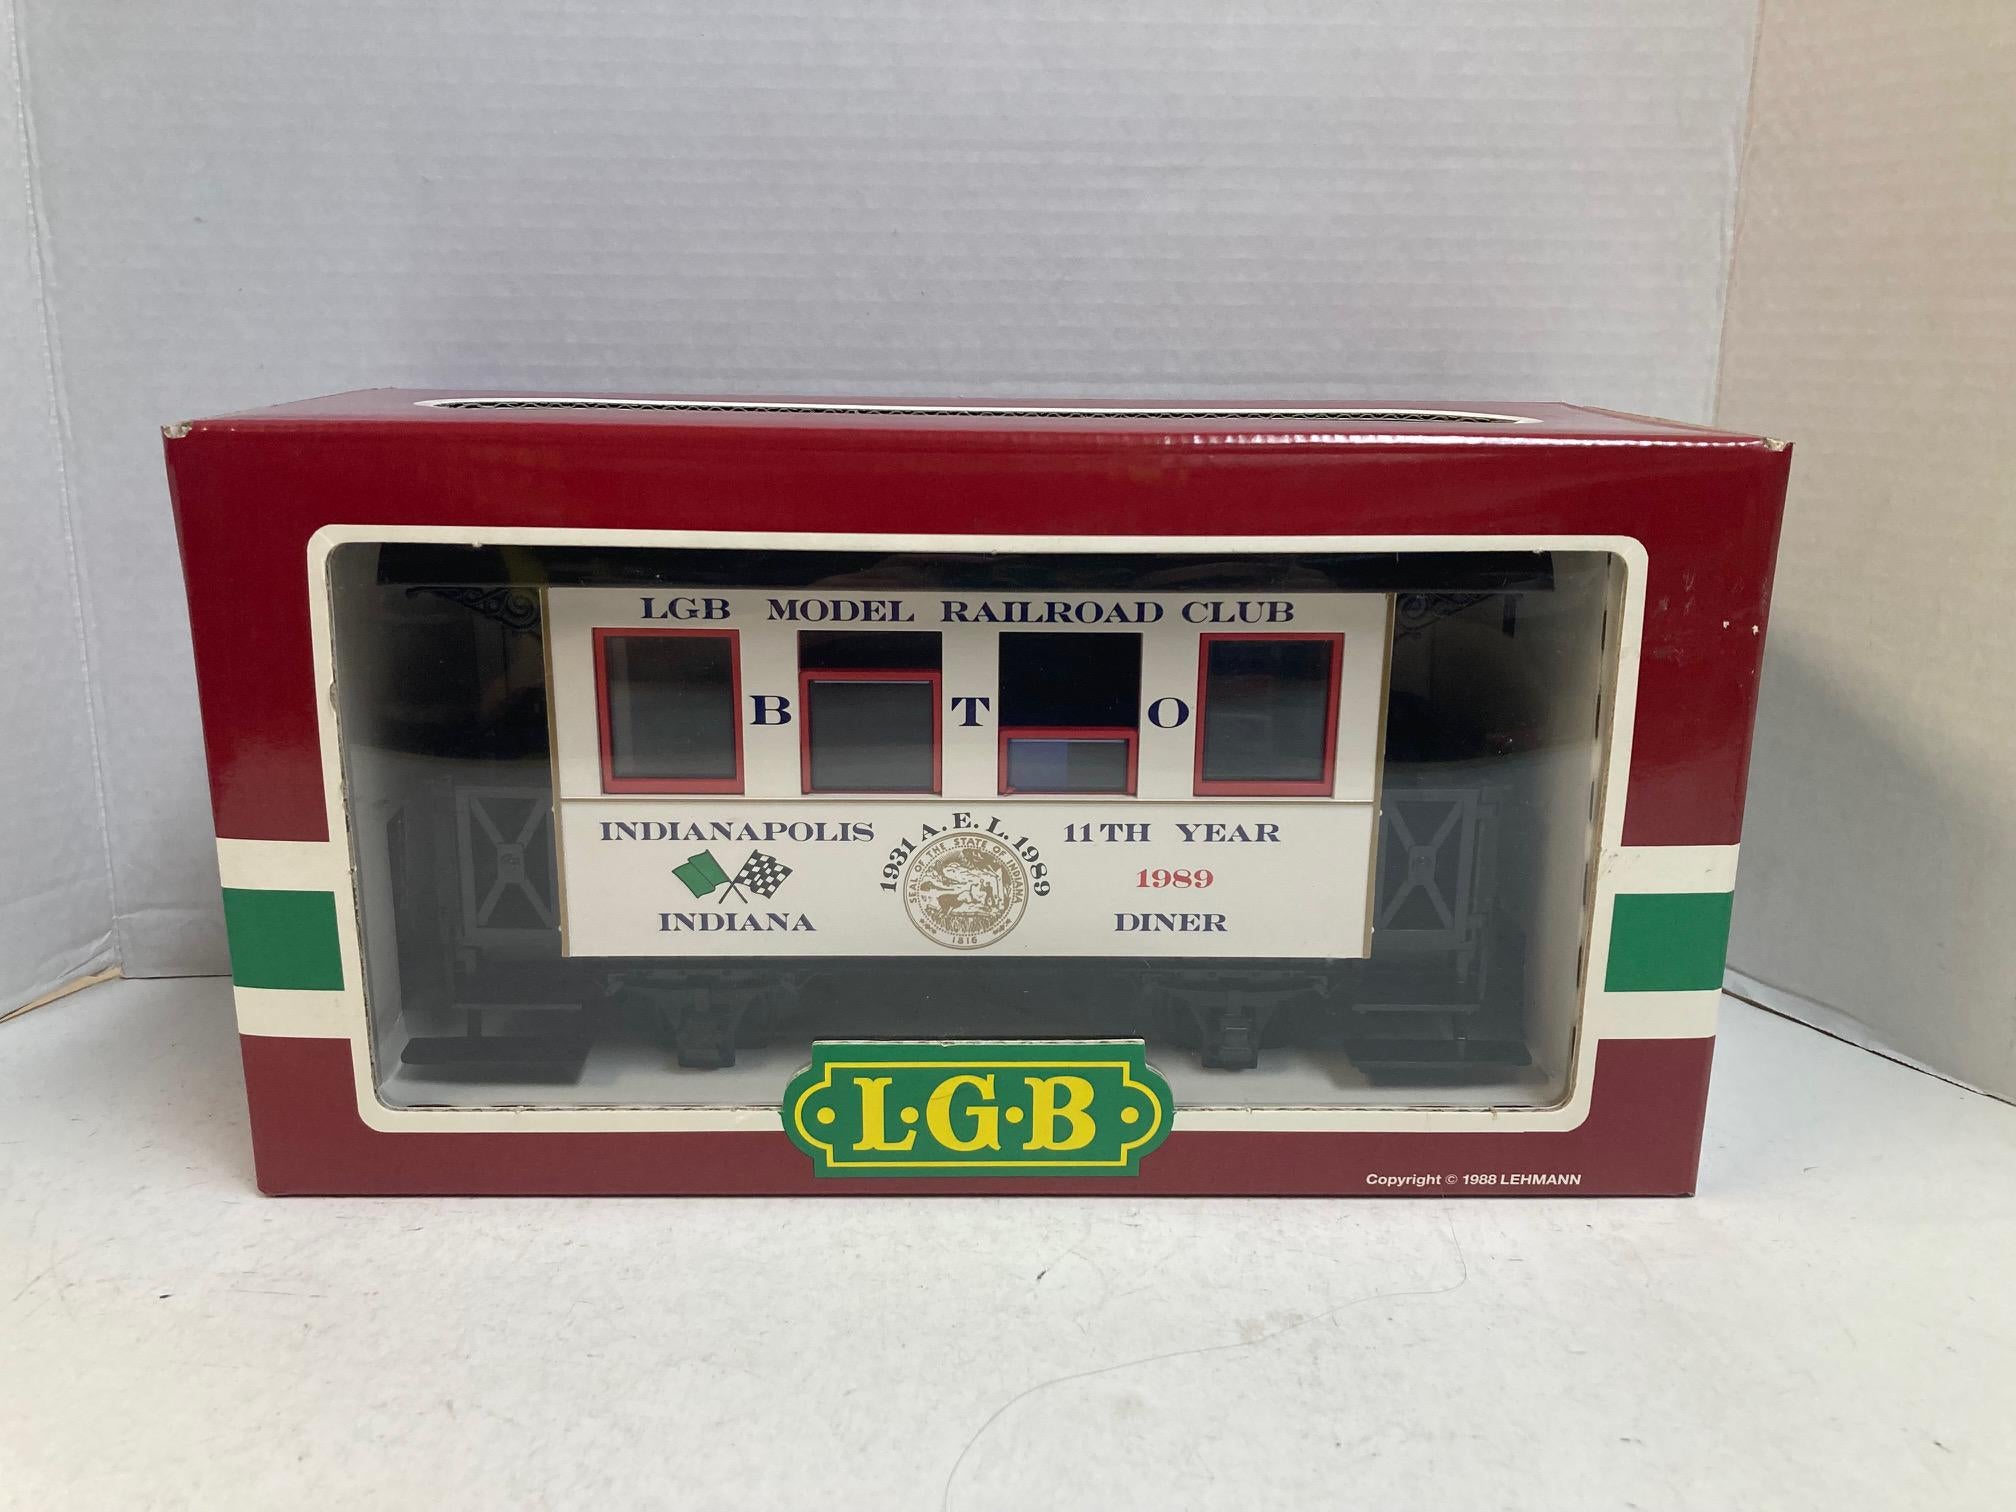 LGB MODEL RAILROAD CLUB
B T O
INDIANAPOLIS
INDIANA
1931 A.E.L. 1989
SEAL OF THE STATE OF INDIANA
1816
11TH YEAR
1989
DINER
L·G·B
Copyright © 1988 LEHMANN